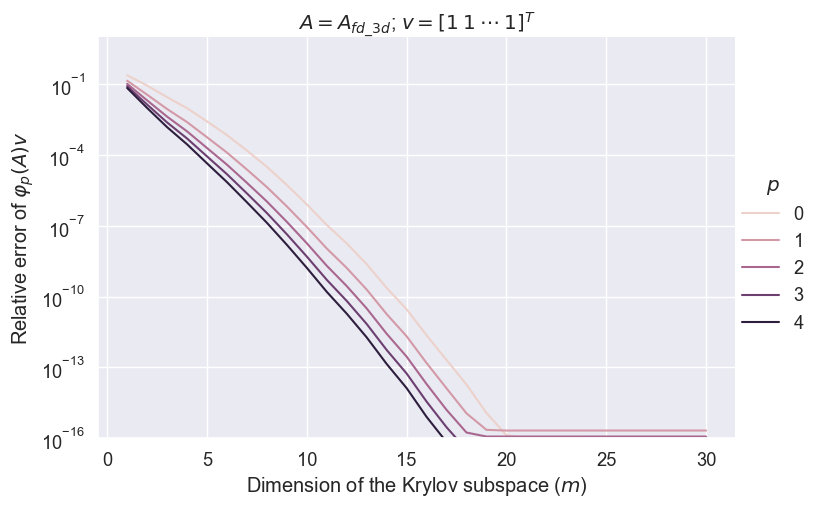 A = A_{fd_3d}; v = [1 1 ⋯ 1]^T
Relative error of φ_p(A)v
10^{-1}
10^{-4}
10^{-7}
10^{-10}
10^{-13}
10^{-16}
0 5 10 15 20 25 30
Dimension of the Krylov subspace (m)
p
0
1
2
3
4